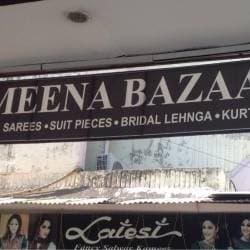 MEENA BAZAA
SAREES • SUIT PIECES • BRIDAL LEHNGA • KURT
Latest
Fancy Salwar Kameez